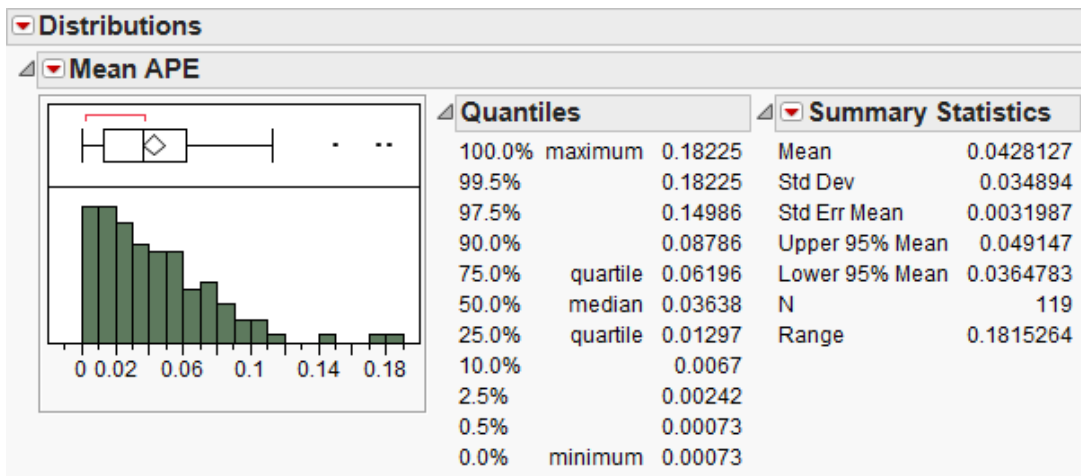 Distributions
Mean APE
0 0.02 0.06 0.1 0.14 0.18
Quantiles
100.0% maximum 0.18225
99.5% 0.18225
97.5% 0.14986
90.0% 0.08786
75.0% quartile 0.06196
50.0% median 0.03638
25.0% quartile 0.01297
10.0% 0.0067
2.5% 0.00242
0.5% 0.00073
0.0% minimum 0.00073
Summary Statistics
Mean 0.0428127
Std Dev 0.034894
Std Err Mean 0.0031987
Upper 95% Mean 0.049147
Lower 95% Mean 0.0364783
N 119
Range 0.1815264